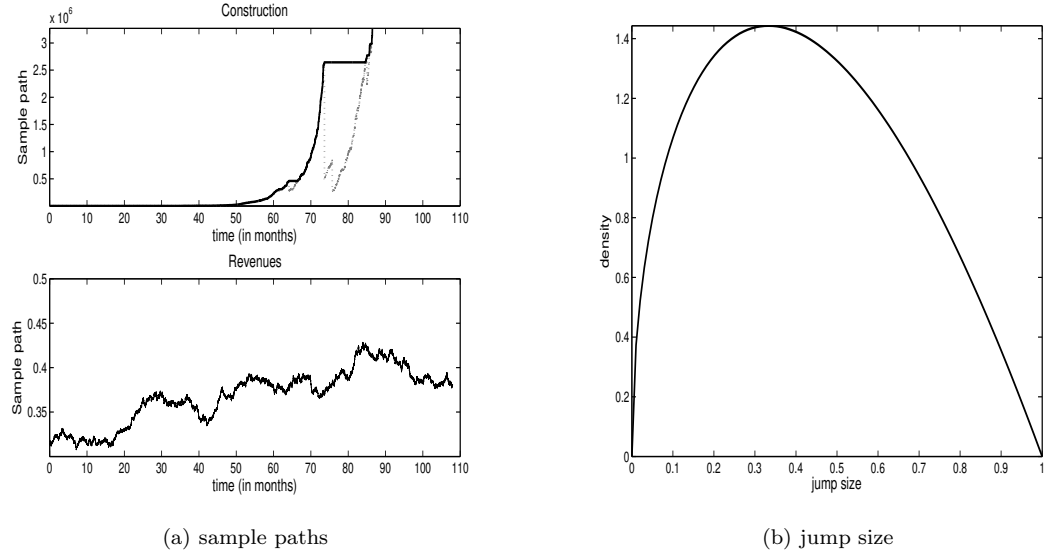 Construction
x 10^6
3
2.5
2
1.5
1
0.5
Sample path
0 10 20 30 40 50 60 70 80 90 100 110
time (in months)
Revenues
0.5
0.45
0.4
0.35
Sample path
0 10 20 30 40 50 60 70 80 90 100 110
time (in months)
(a) sample paths
1.4
1.2
1
0.8
0.6
0.4
0.2
0
density
0 0.1 0.2 0.3 0.4 0.5 0.6 0.7 0.8 0.9 1
jump size
(b) jump size